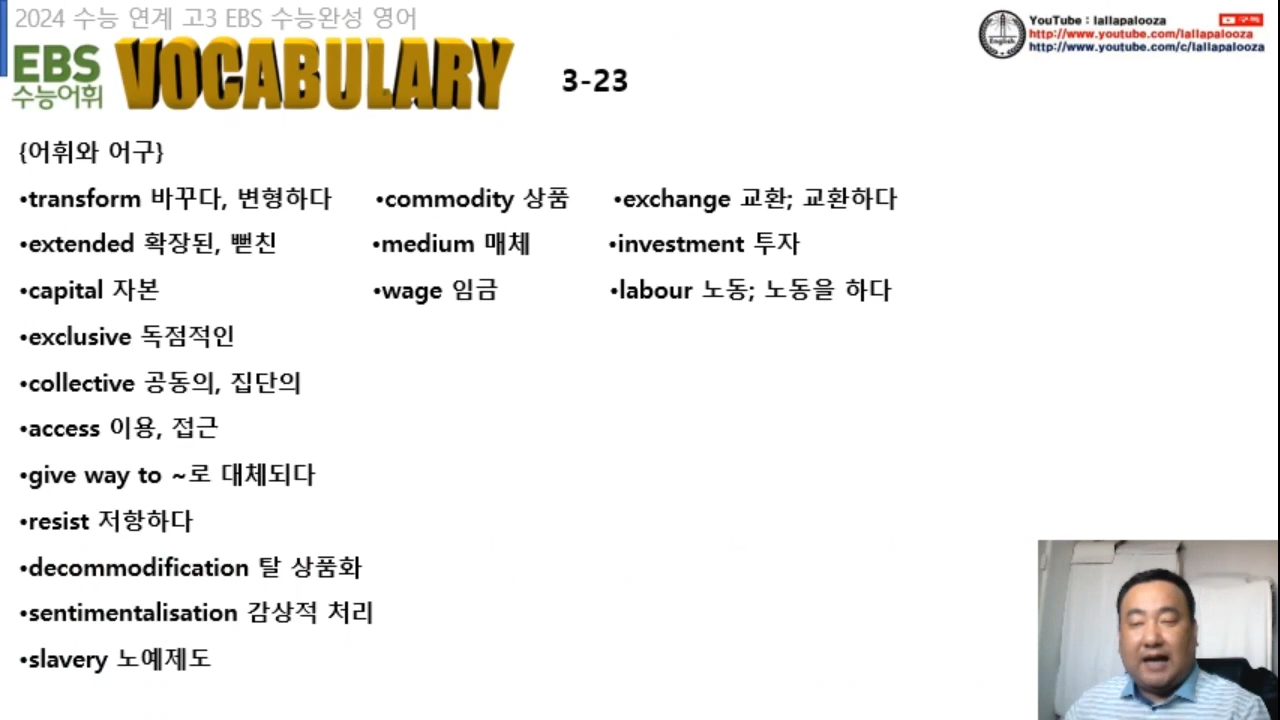 2024 수능 연계 고3 EBS 수능완성 영어
YouTube : lallapalooza 구독
http://www.youtube.com/lallapalooza
http://www.youtube.com/c/lallapalooza
English
EBS 수능어휘
VOCABULARY 3-23
{어휘와 어구}
•transform 바꾸다, 변형하다 •commodity 상품 •exchange 교환; 교환하다
•extended 확장된, 뻗친 •medium 매체 •investment 투자
•capital 자본 •wage 임금 •labour 노동; 노동을 하다
•exclusive 독점적인
•collective 공동의, 집단의
•access 이용, 접근
•give way to ~로 대체되다
•resist 저항하다
•decommodification 탈 상품화
•sentimentalisation 감상적 처리
•slavery 노예제도